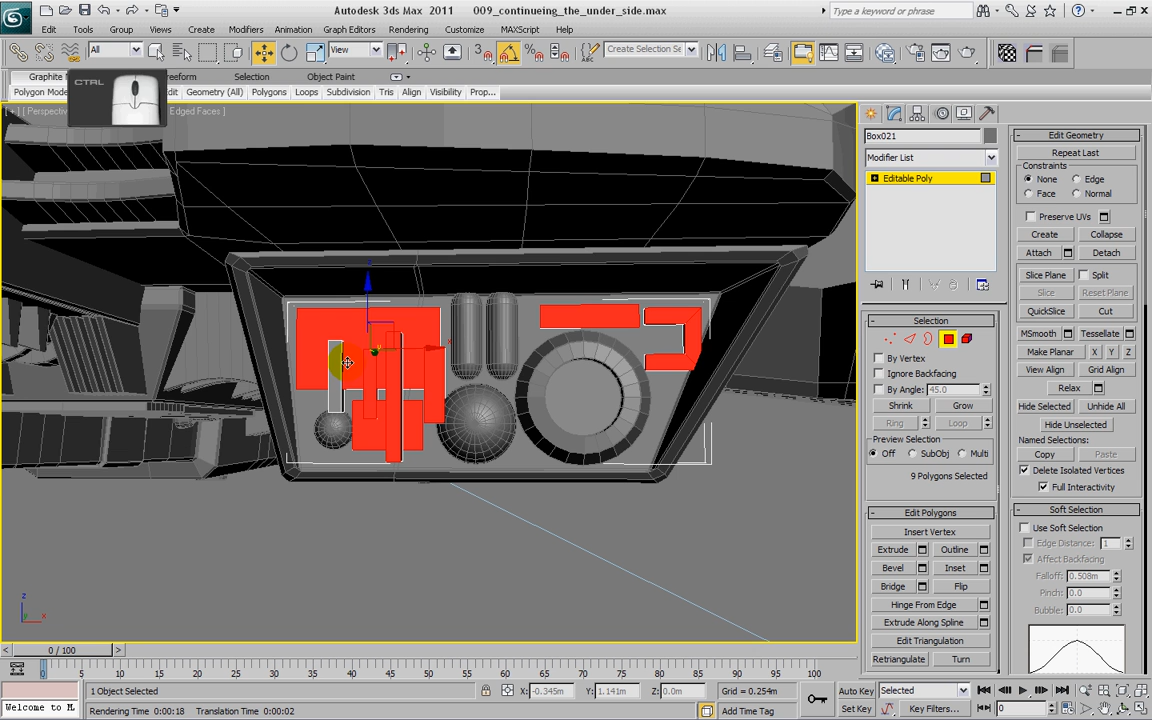 Autodesk 3ds Max 2011 009_continueing_the_under_side.max
Type a keyword or phrase
Edit Tools Group Views Create Modifiers Animation Graph Editors Rendering Customize MAXScript Help
All View Create Selection Se
Graphite M reeform Selection Object Paint
Polygon Mode Edit Geometry (All) Polygons Loops Subdivision Tris Align Visibility Prop...
CTRL
[ + ] [ Perspectiv Edged Faces ]
Box021
Modifier List
Editable Poly
Selection
By Vertex
Ignore Backfacing
By Angle: 45.0
Shrink Grow
Ring Loop
Preview Selection
Off SubObj Multi
9 Polygons Selected
Edit Polygons
Insert Vertex
Extrude Outline
Bevel Inset
Bridge Flip
Hinge From Edge
Extrude Along Spline
Edit Triangulation
Retriangulate Turn
Edit Geometry
Repeat Last
Constraints
None Edge
Face Normal
Preserve UVs
Create Collapse
Attach Detach
Slice Plane Split
Slice Reset Plane
QuickSlice Cut
MSmooth Tessellate
Make Planar X Y Z
View Align Grid Align
Relax
Hide Selected Unhide All
Hide Unselected
Named Selections:
Copy Paste
Delete Isolated Vertices
Full Interactivity
Soft Selection
Use Soft Selection
Edge Distance: 1
Affect Backfacing
Falloff: 0.508m
Pinch: 0.0
Bubble: 0.0
z
x
z
x
y
0 / 100
0 5 10 15 20 25 30 35 40 45 50 55 60 65 70 75 80 85 90 95 100
1 Object Selected X: -0.345m Y: 1.141m Z: 0.0m Grid = 0.254m Auto Key Selected
Welcome to M Rendering Time 0:00:18 Translation Time 0:00:02 Add Time Tag Set Key Key Filters... 0